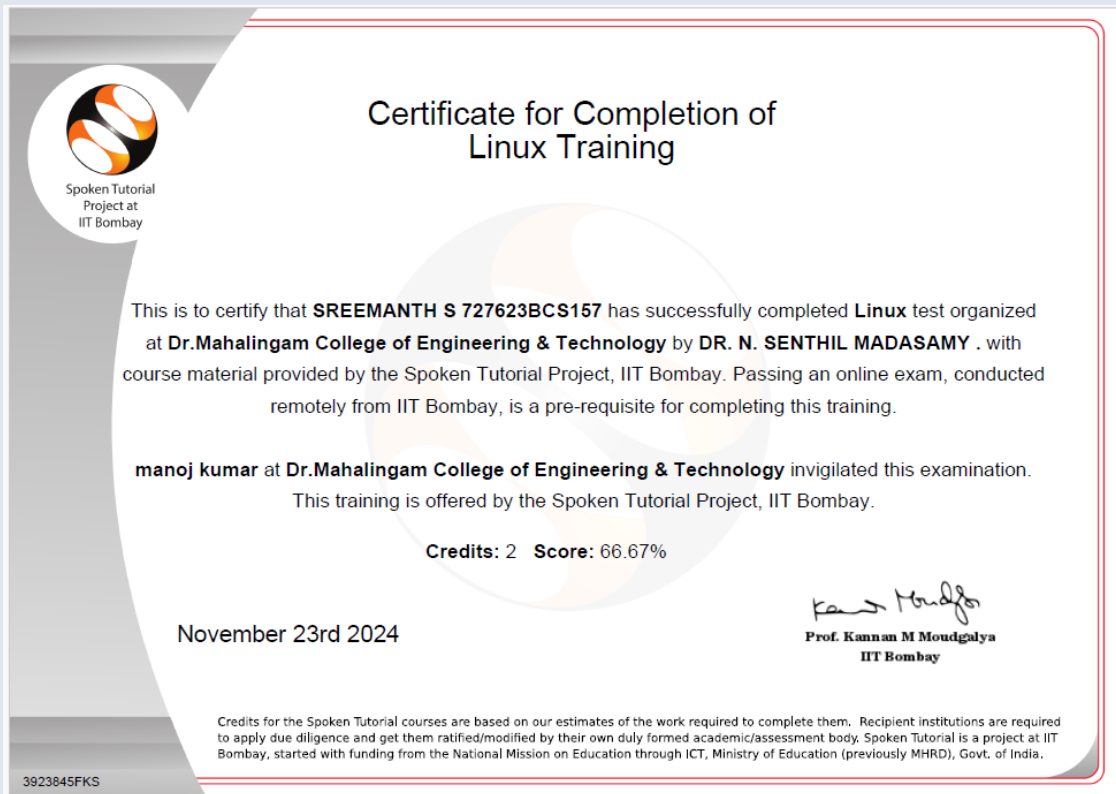 Spoken Tutorial
Project at
IIT Bombay
Certificate for Completion of
Linux Training
This is to certify that SREEMANTH S 727623BCS157 has successfully completed Linux test organized
at Dr.Mahalingam College of Engineering & Technology by DR. N. SENTHIL MADASAMY . with
course material provided by the Spoken Tutorial Project, IIT Bombay. Passing an online exam, conducted
remotely from IIT Bombay, is a pre-requisite for completing this training.
manoj kumar at Dr.Mahalingam College of Engineering & Technology invigilated this examination.
This training is offered by the Spoken Tutorial Project, IIT Bombay.
Credits: 2 Score: 66.67%
November 23rd 2024
Kannan Moudgalya
Prof. Kannan M Moudgalya
IIT Bombay
Credits for the Spoken Tutorial courses are based on our estimates of the work required to complete them. Recipient institutions are required
to apply due diligence and get them ratified/modified by their own duly formed academic/assessment body. Spoken Tutorial is a project at IIT
Bombay, started with funding from the National Mission on Education through ICT, Ministry of Education (previously MHRD), Govt. of India.
3923845FKS